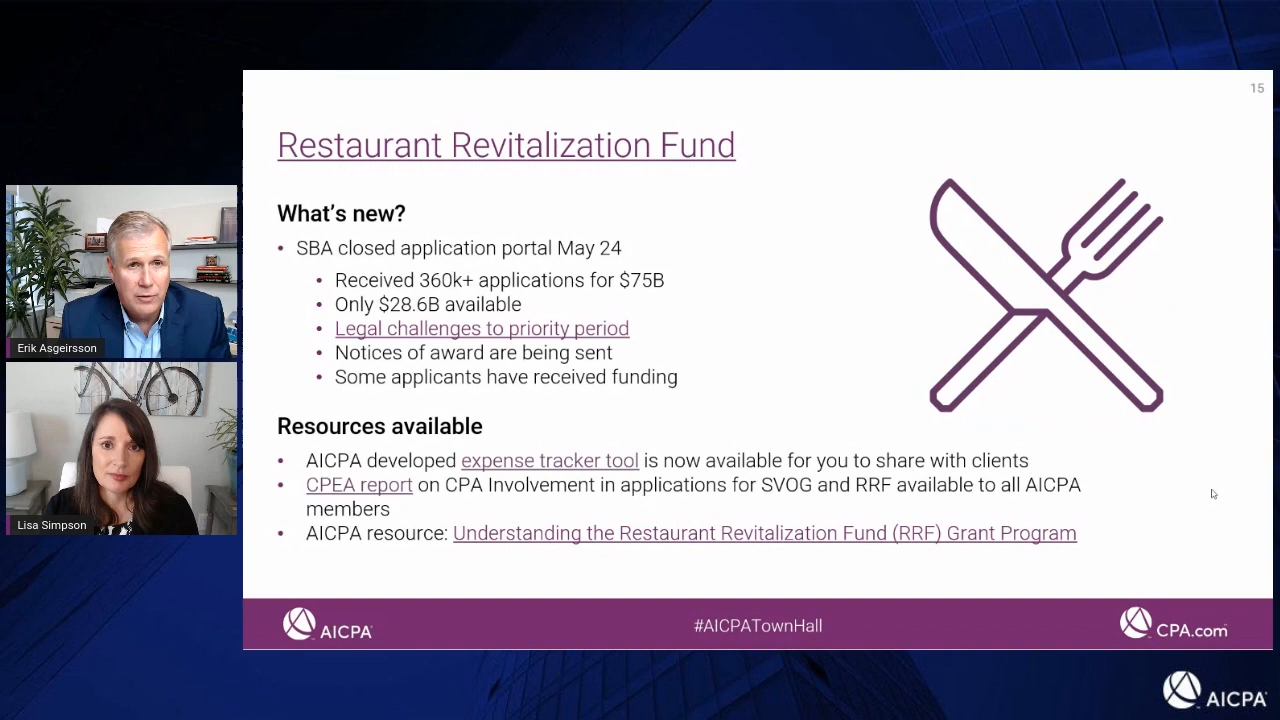 15
Restaurant Revitalization Fund
What's new?
• SBA closed application portal May 24
• Received 360k+ applications for $75B
• Only $28.6B available
• Legal challenges to priority period
• Notices of award are being sent
• Some applicants have received funding
Resources available
• AICPA developed expense tracker tool is now available for you to share with clients
• CPEA report on CPA Involvement in applications for SVOG and RRF available to all AICPA
members
• AICPA resource: Understanding the Restaurant Revitalization Fund (RRF) Grant Program
Erik Asgeirsson
Lisa Simpson
AICPA
#AICPATownHall
CPA.com
AICPA